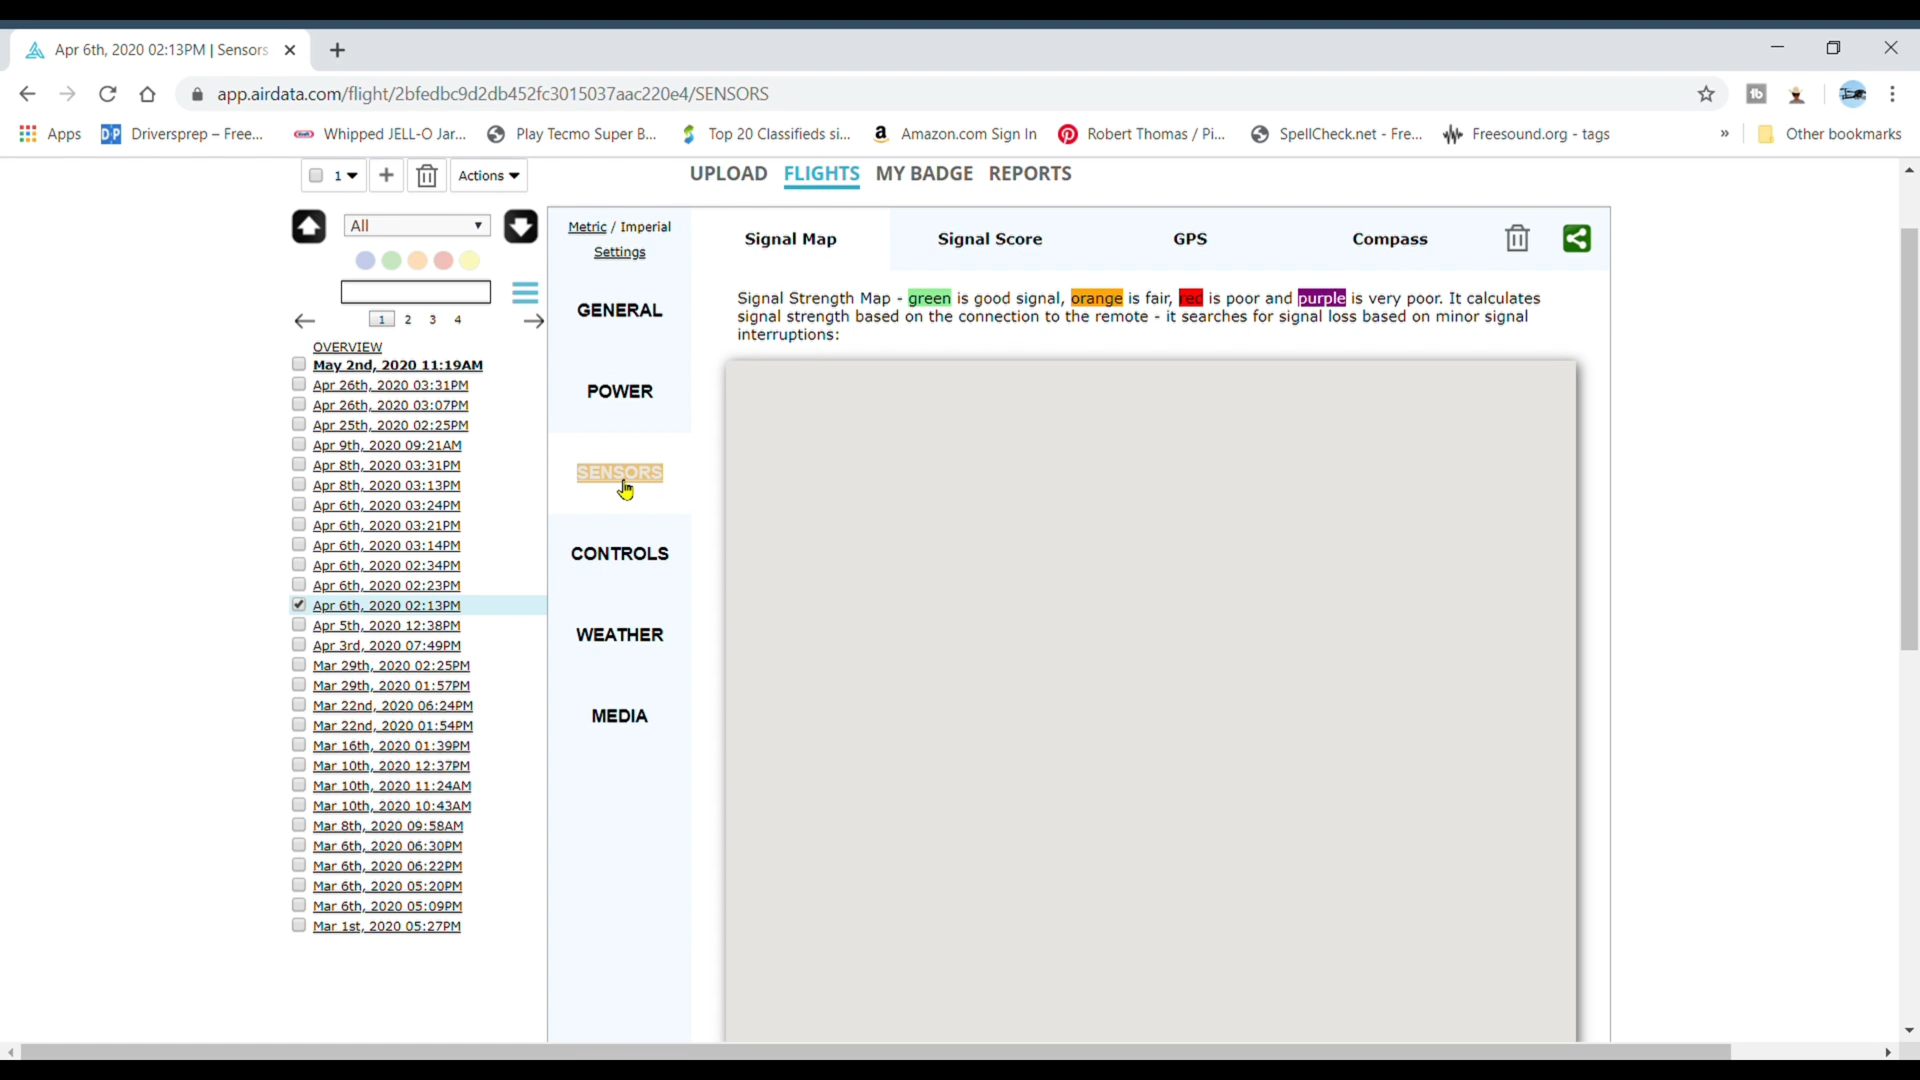 Apr 6th, 2020 02:13PM | Sensors
app.airdata.com/flight/2bfedbc9d2db452fc3015037aac220e4/SENSORS
Apps
D·P Driversprep – Free...
Whipped JELL-O Jar...
Play Tecmo Super B...
Top 20 Classifieds si...
Amazon.com Sign In
Robert Thomas / Pi...
SpellCheck.net - Fre...
Freesound.org - tags
»
Other bookmarks
1
Actions
UPLOAD FLIGHTS MY BADGE REPORTS
All
1 2 3 4
OVERVIEW
May 2nd, 2020 11:19AM
Apr 26th, 2020 03:31PM
Apr 26th, 2020 03:07PM
Apr 25th, 2020 02:25PM
Apr 9th, 2020 09:21AM
Apr 8th, 2020 03:31PM
Apr 8th, 2020 03:13PM
Apr 6th, 2020 03:24PM
Apr 6th, 2020 03:21PM
Apr 6th, 2020 03:14PM
Apr 6th, 2020 02:34PM
Apr 6th, 2020 02:23PM
Apr 6th, 2020 02:13PM
Apr 5th, 2020 12:38PM
Apr 3rd, 2020 07:49PM
Mar 29th, 2020 02:25PM
Mar 29th, 2020 01:57PM
Mar 22nd, 2020 06:24PM
Mar 22nd, 2020 01:54PM
Mar 16th, 2020 01:39PM
Mar 10th, 2020 12:37PM
Mar 10th, 2020 11:24AM
Mar 10th, 2020 10:43AM
Mar 8th, 2020 09:58AM
Mar 6th, 2020 06:30PM
Mar 6th, 2020 06:22PM
Mar 6th, 2020 05:20PM
Mar 6th, 2020 05:09PM
Mar 1st, 2020 05:27PM
Metric / Imperial
Settings
GENERAL
POWER
SENSORS
CONTROLS
WEATHER
MEDIA
Signal Map
Signal Score
GPS
Compass
Signal Strength Map - green is good signal, orange is fair, red is poor and purple is very poor. It calculates
signal strength based on the connection to the remote - it searches for signal loss based on minor signal
interruptions: